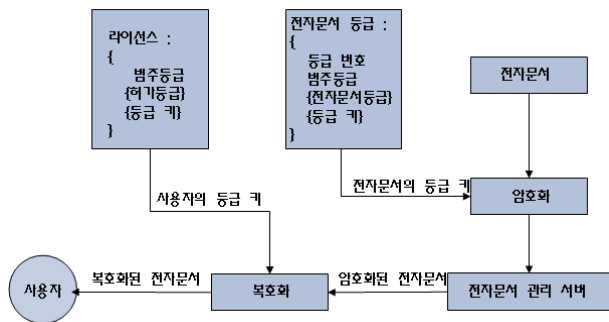 라이선스 :
{
범주등급
{허가등급}
{등급 키}
}
전자문서 등급 :
{
등급 번호
범주등급
{전자문서등급}
{등급 키}
}
전자문서
사용자의 등급 키
전자문서의 등급 키
암호화
사용자
복호화된 전자문서
복호화
암호화된 전자문서
전자문서 관리 서버